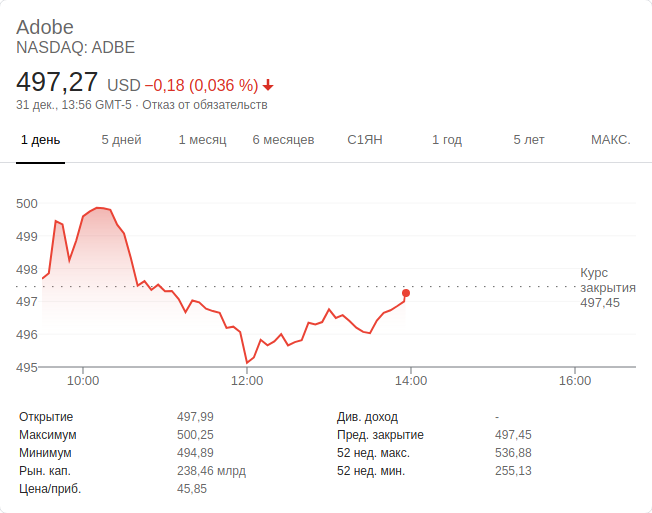 Adobe
NASDAQ: ADBE
497,27 USD −0,18 (0,036 %)
31 дек., 13:56 GMT-5 · Отказ от обязательств
1 день 5 дней 1 месяц 6 месяцев С1ЯН 1 год 5 лет МАКС.
500
499
498
497
496
495
Курс
закрытия
497,45
10:00 12:00 14:00 16:00
Открытие 497,99 Див. доход -
Максимум 500,25 Пред. закрытие 497,45
Минимум 494,89 52 нед. макс. 536,88
Рын. кап. 238,46 млрд 52 нед. мин. 255,13
Цена/приб. 45,85